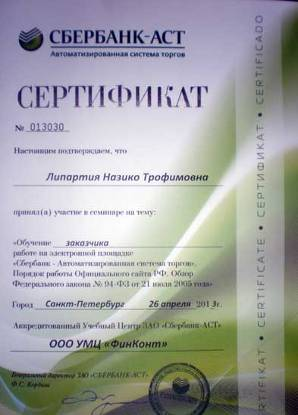 СБЕРБАНК-АСТ
Автоматизированная система торгов
СЕРТИФИКАТ
№ 013030
Настоящим подтверждаем, что
Липартия Назико Трофимовна
принял(а) участие в семинаре на тему:
«Обучение заказчика
работе на электронной площадке
«Сбербанк - Автоматизированная система торгов».
Порядок работы Официального сайта РФ. Обзор
Федерального закона № 94-ФЗ от 21 июля 2005 года»
Город Санкт-Петербург 26 апреля 2013г.
Аккредитованный Учебный Центр ЗАО «Сбербанк-АСТ»
ООО УМЦ «ФинКонт»
Генеральный директор ЗАО «СБЕРБАНК-АСТ»
CERTIFICATE • СЕРТИФИКАТ • CERTIFICADO